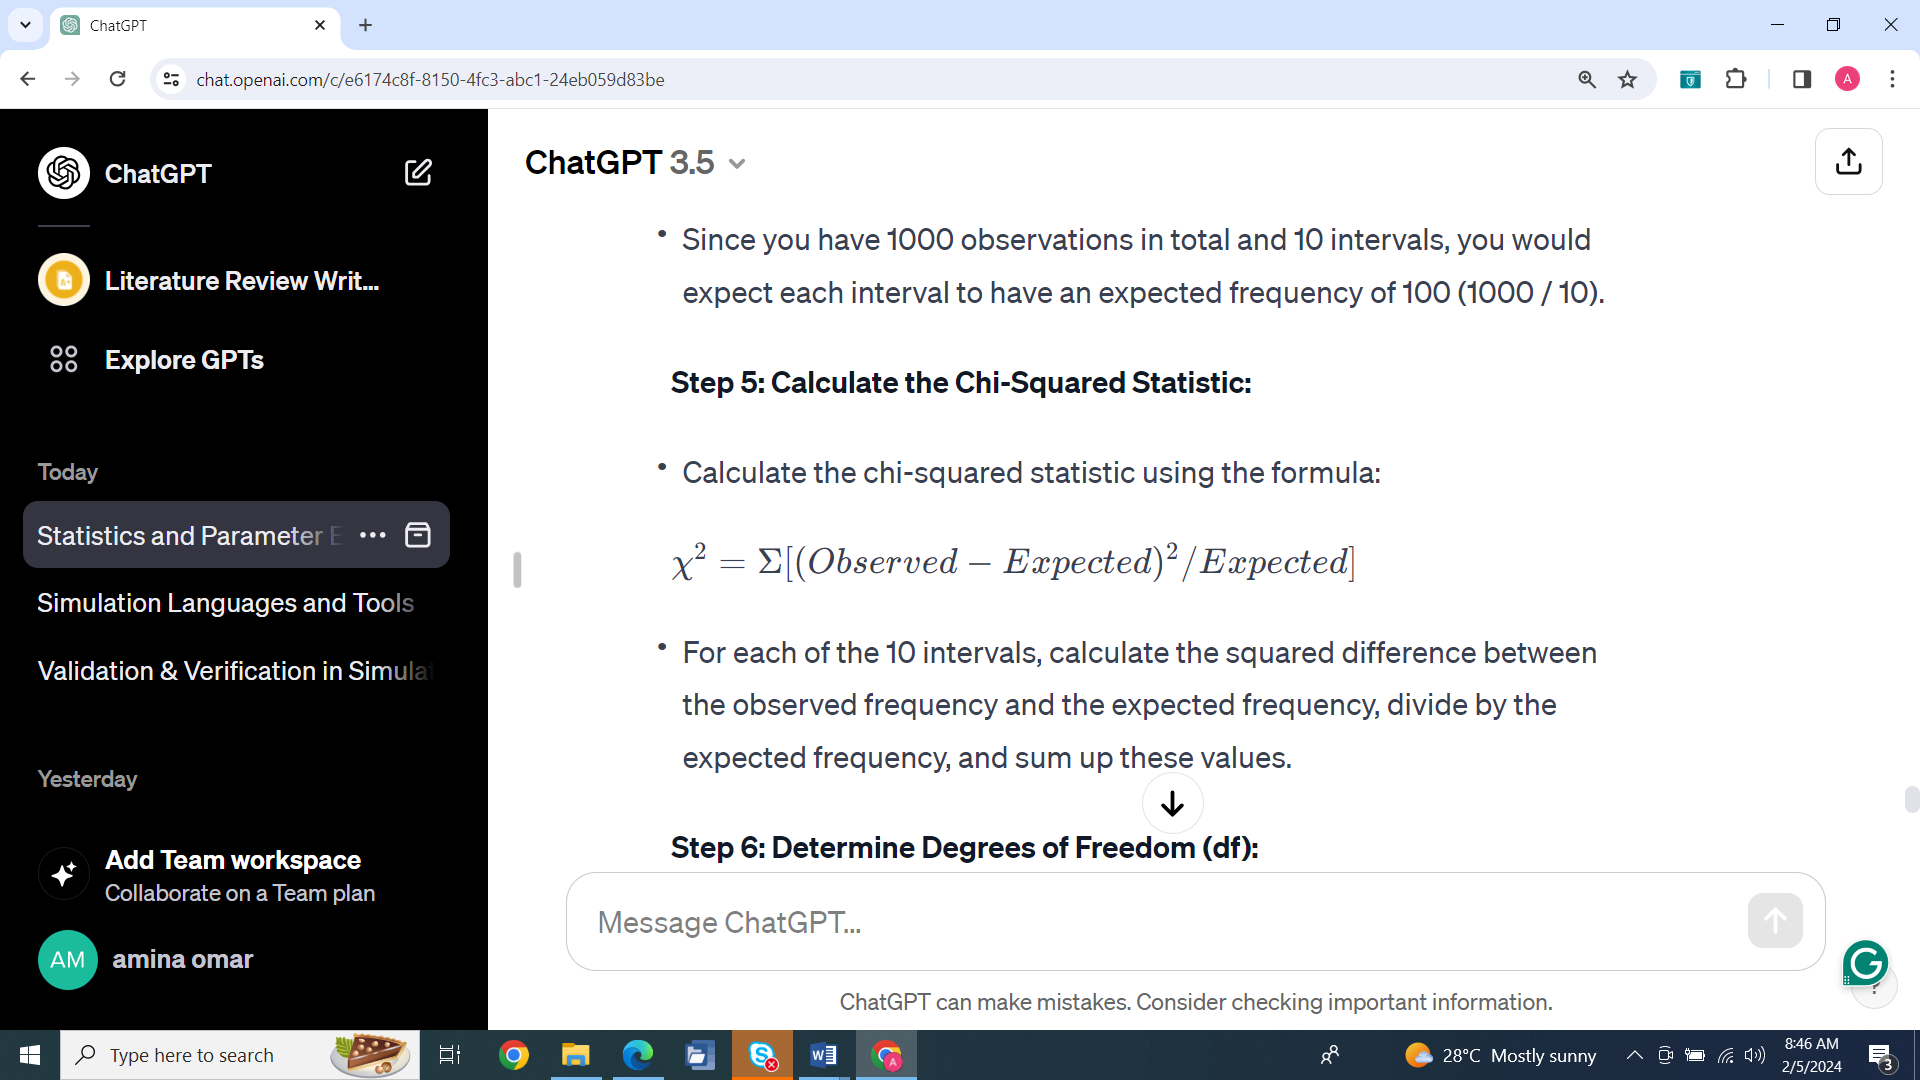 ChatGPT
chat.openai.com/c/e6174c8f-8150-4fc3-abc1-24eb059d83be
A
ChatGPT
Literature Review Writ...
Explore GPTs
Today
Statistics and Parameter E
Simulation Languages and Tools
Validation & Verification in Simulat
Yesterday
Add Team workspace
Collaborate on a Team plan
AM amina omar
ChatGPT 3.5
• Since you have 1000 observations in total and 10 intervals, you would
expect each interval to have an expected frequency of 100 (1000 / 10).
Step 5: Calculate the Chi-Squared Statistic:
• Calculate the chi-squared statistic using the formula:
χ² = Σ[(Observed − Expected)²/Expected]
• For each of the 10 intervals, calculate the squared difference between
the observed frequency and the expected frequency, divide by the
expected frequency, and sum up these values.
Step 6: Determine Degrees of Freedom (df):
Message ChatGPT...
ChatGPT can make mistakes. Consider checking important information.
?
Type here to search
28°C Mostly sunny
8:46 AM
2/5/2024
3